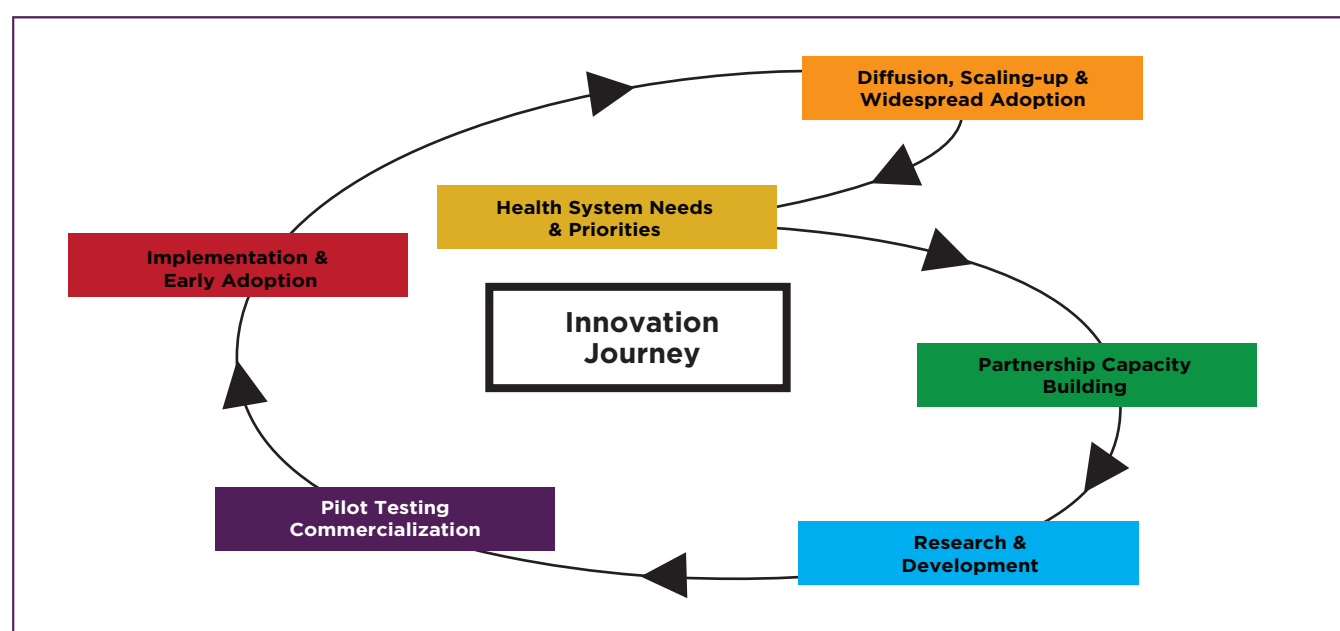 Diffusion, Scaling-up &
Widespread Adoption
Health System Needs
& Priorities
Implementation &
Early Adoption
Innovation
Journey
Partnership Capacity
Building
Pilot Testing
Commercialization
Research &
Development